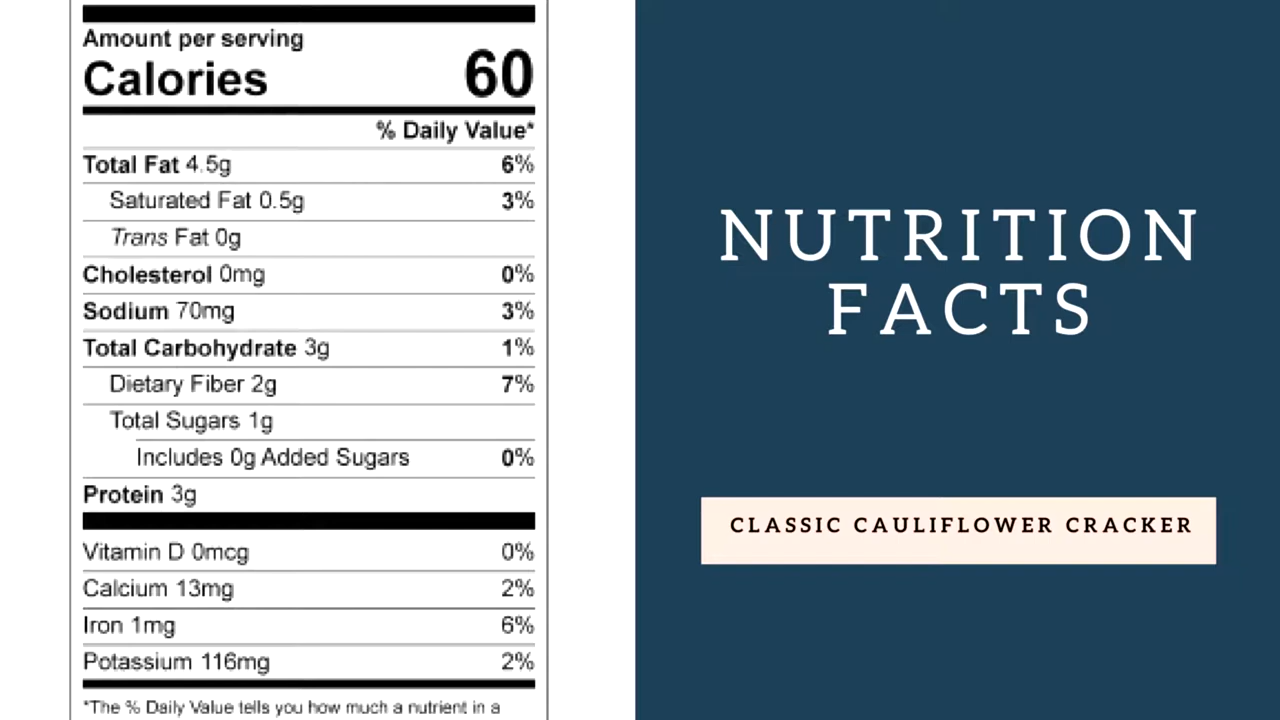 Amount per serving
Calories 60
% Daily Value*
Total Fat 4.5g 6%
Saturated Fat 0.5g 3%
Trans Fat 0g
Cholesterol 0mg 0%
Sodium 70mg 3%
Total Carbohydrate 3g 1%
Dietary Fiber 2g 7%
Total Sugars 1g
Includes 0g Added Sugars 0%
Protein 3g
Vitamin D 0mcg 0%
Calcium 13mg 2%
Iron 1mg 6%
Potassium 116mg 2%
*The % Daily Value tells you how much a nutrient in a
NUTRITION
FACTS
CLASSIC CAULIFLOWER CRACKER